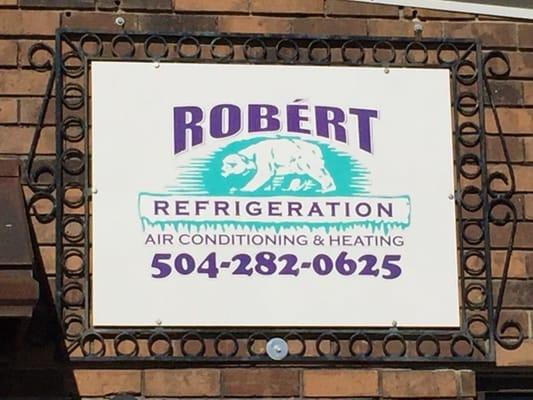 ROBÉRT
REFRIGERATION
AIR CONDITIONING & HEATING
504-282-0625